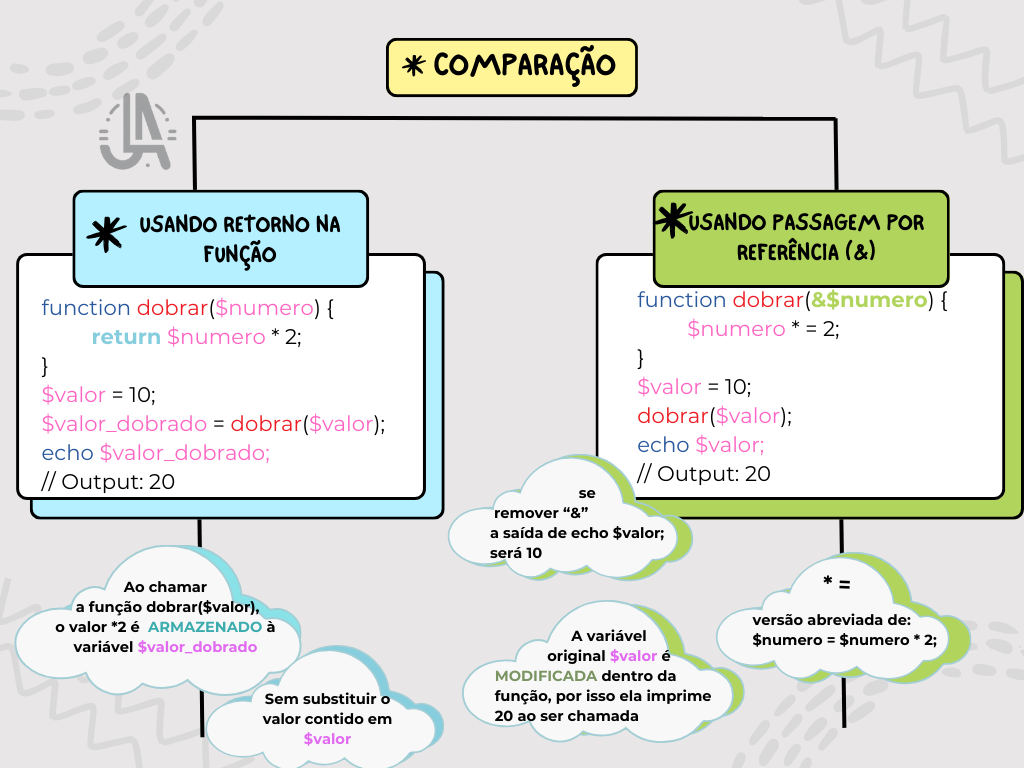 COMPARAÇÃO
JA
USANDO RETORNO NA
FUNÇÃO
function dobrar($numero) {
return $numero * 2;
}
$valor = 10;
$valor_dobrado = dobrar($valor);
echo $valor_dobrado;
// Output: 20
Ao chamar
a função dobrar($valor),
o valor *2 é ARMAZENADO à
variável $valor_dobrado
Sem substituir o
valor contido em
$valor
USANDO PASSAGEM POR
REFERÊNCIA (&)
function dobrar(&$numero) {
$numero * = 2;
}
$valor = 10;
dobrar($valor);
echo $valor;
// Output: 20
se
remover “&”
a saída de echo $valor;
será 10
* =
versão abreviada de:
$numero = $numero * 2;
A variável
original $valor é
MODIFICADA dentro da
função, por isso ela imprime
20 ao ser chamada